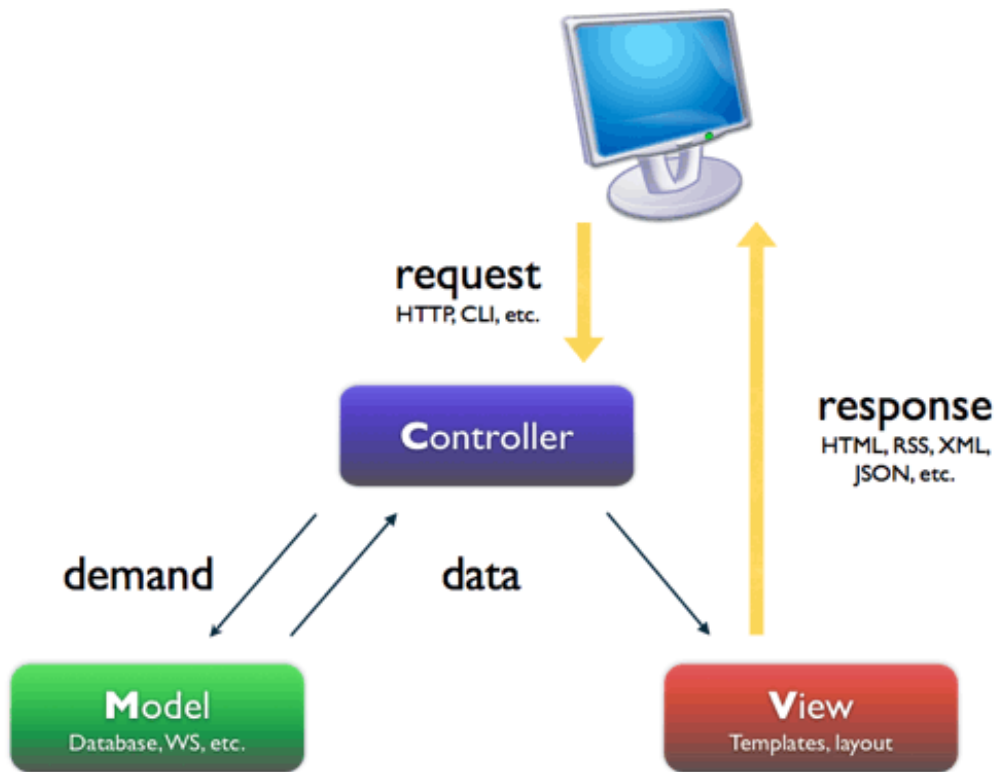 request
HTTP, CLI, etc.
Controller
response
HTML, RSS, XML,
JSON, etc.
demand
data
Model
Database, WS, etc.
View
Templates, layout